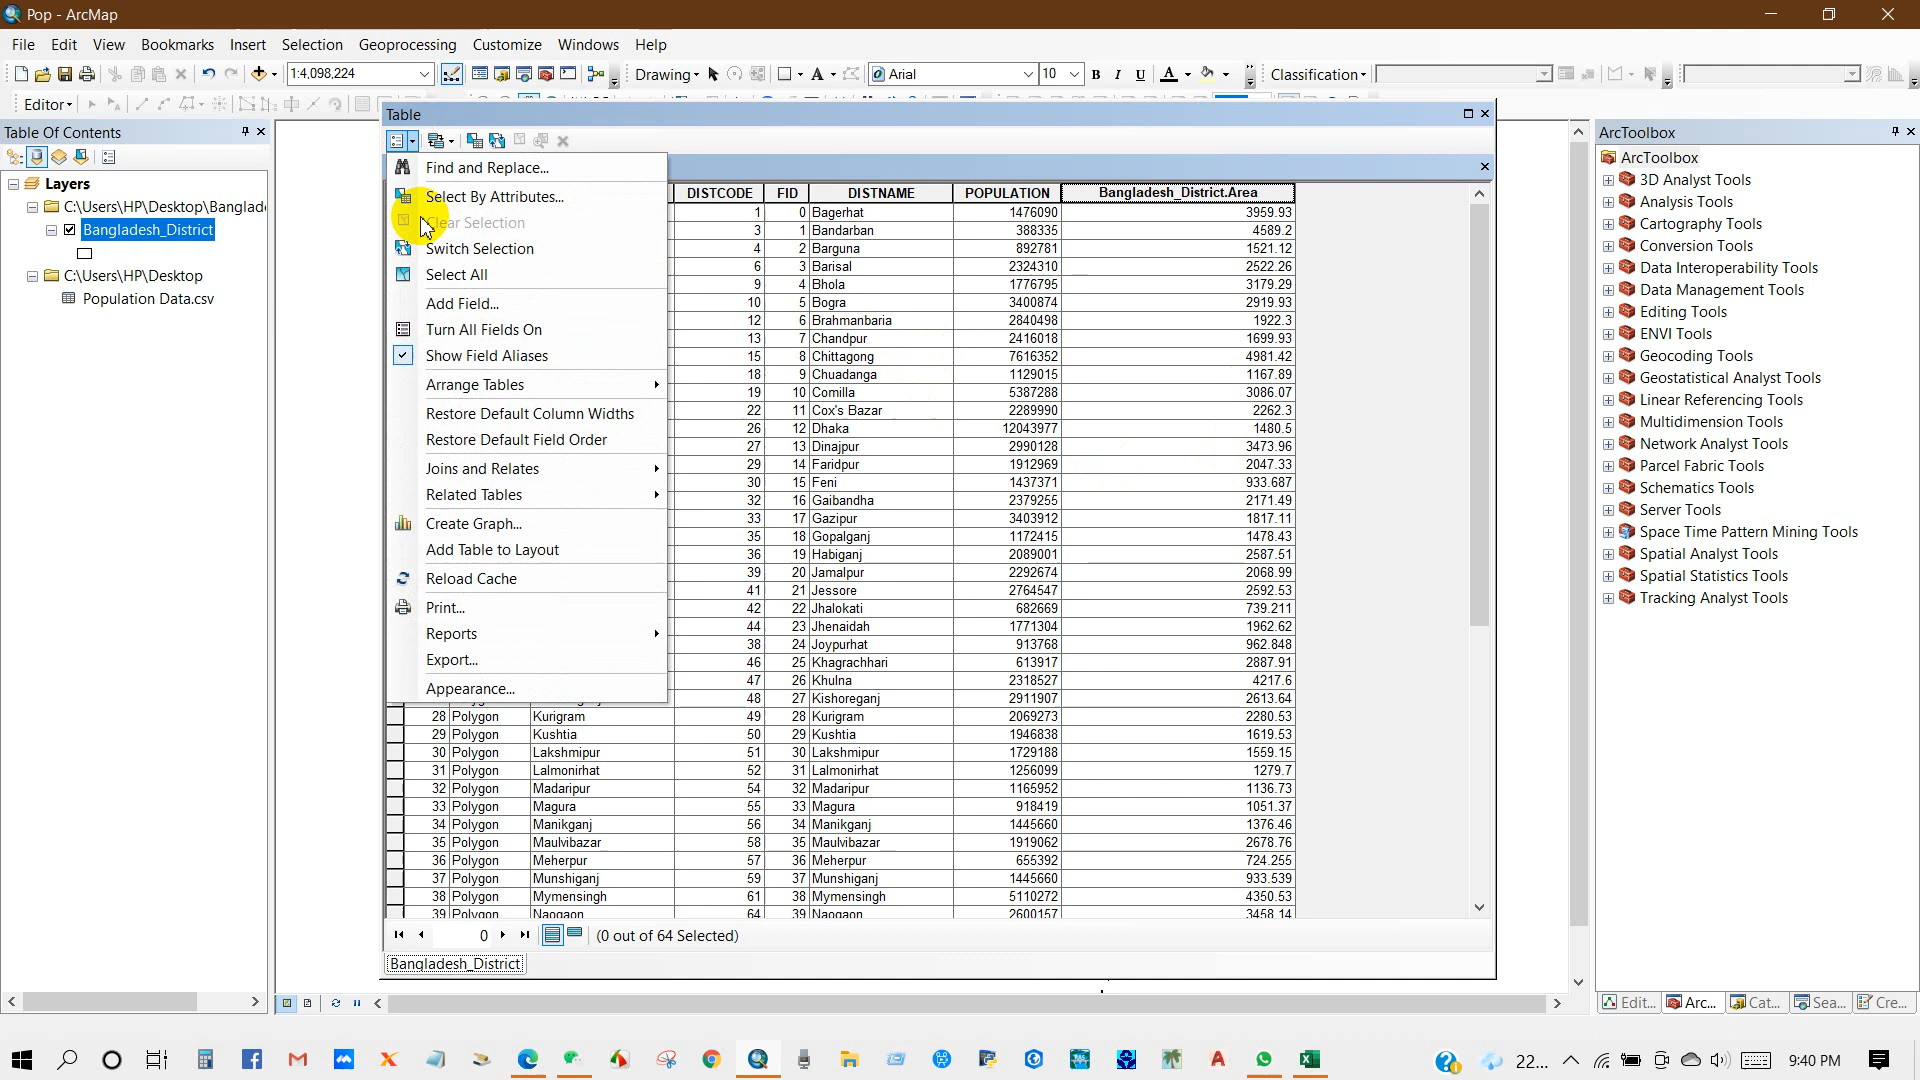 Pop - ArcMap
File Edit View Bookmarks Insert Selection Geoprocessing Customize Windows Help
1:4,098,224 Drawing Arial 10 B I U A Classification
Editor
Table Of Contents
Layers
C:\Users\HP\Desktop\Banglade
Bangladesh_District
C:\Users\HP\Desktop
Population Data.csv
Table
Find and Replace...
Select By Attributes...
Clear Selection
Switch Selection
Select All
Add Field...
Turn All Fields On
Show Field Aliases
Arrange Tables
Restore Default Column Widths
Restore Default Field Order
Joins and Relates
Related Tables
Create Graph...
Add Table to Layout
Reload Cache
Print...
Reports
Export...
Appearance...
DISTCODE FID DISTNAME POPULATION Bangladesh_District.Area
1 0 Bagerhat 1476090 3959.93
3 1 Bandarban 388335 4589.2
4 2 Barguna 892781 1521.12
6 3 Barisal 2324310 2522.26
9 4 Bhola 1776795 3179.29
10 5 Bogra 3400874 2919.93
12 6 Brahmanbaria 2840498 1922.3
13 7 Chandpur 2416018 1699.93
15 8 Chittagong 7616352 4981.42
18 9 Chuadanga 1129015 1167.89
19 10 Comilla 5387288 3086.07
22 11 Cox's Bazar 2289990 2262.3
26 12 Dhaka 12043977 1480.5
27 13 Dinajpur 2990128 3473.96
29 14 Faridpur 1912969 2047.33
30 15 Feni 1437371 933.687
32 16 Gaibandha 2379255 2171.49
33 17 Gazipur 3403912 1817.11
35 18 Gopalganj 1172415 1478.43
36 19 Habiganj 2089001 2587.51
39 20 Jamalpur 2292674 2068.99
41 21 Jessore 2764547 2592.53
42 22 Jhalokati 682669 739.211
44 23 Jhenaidah 1771304 1962.62
38 24 Joypurhat 913768 962.848
46 25 Khagrachhari 613917 2887.91
47 26 Khulna 2318527 4217.6
48 27 Kishoreganj 2911907 2613.64
28 Polygon Kurigram 49 28 Kurigram 2069273 2280.53
29 Polygon Kushtia 50 29 Kushtia 1946838 1619.53
30 Polygon Lakshmipur 51 30 Lakshmipur 1729188 1559.15
31 Polygon Lalmonirhat 52 31 Lalmonirhat 1256099 1279.7
32 Polygon Madaripur 54 32 Madaripur 1165952 1136.73
33 Polygon Magura 55 33 Magura 918419 1051.37
34 Polygon Manikganj 56 34 Manikganj 1445660 1376.46
35 Polygon Maulvibazar 58 35 Maulvibazar 1919062 2678.76
36 Polygon Meherpur 57 36 Meherpur 655392 724.255
37 Polygon Munshiganj 59 37 Munshiganj 1445660 933.539
38 Polygon Mymensingh 61 38 Mymensingh 5110272 4350.53
39 Polygon Naogaon 64 39 Naogaon 2600157 3458.14
0 (0 out of 64 Selected)
Bangladesh_District
ArcToolbox
ArcToolbox
3D Analyst Tools
Analysis Tools
Cartography Tools
Conversion Tools
Data Interoperability Tools
Data Management Tools
Editing Tools
ENVI Tools
Geocoding Tools
Geostatistical Analyst Tools
Linear Referencing Tools
Multidimension Tools
Network Analyst Tools
Parcel Fabric Tools
Schematics Tools
Server Tools
Space Time Pattern Mining Tools
Spatial Analyst Tools
Spatial Statistics Tools
Tracking Analyst Tools
Edit... Arc... Cat... Sea... Cre...
22... 9:40 PM